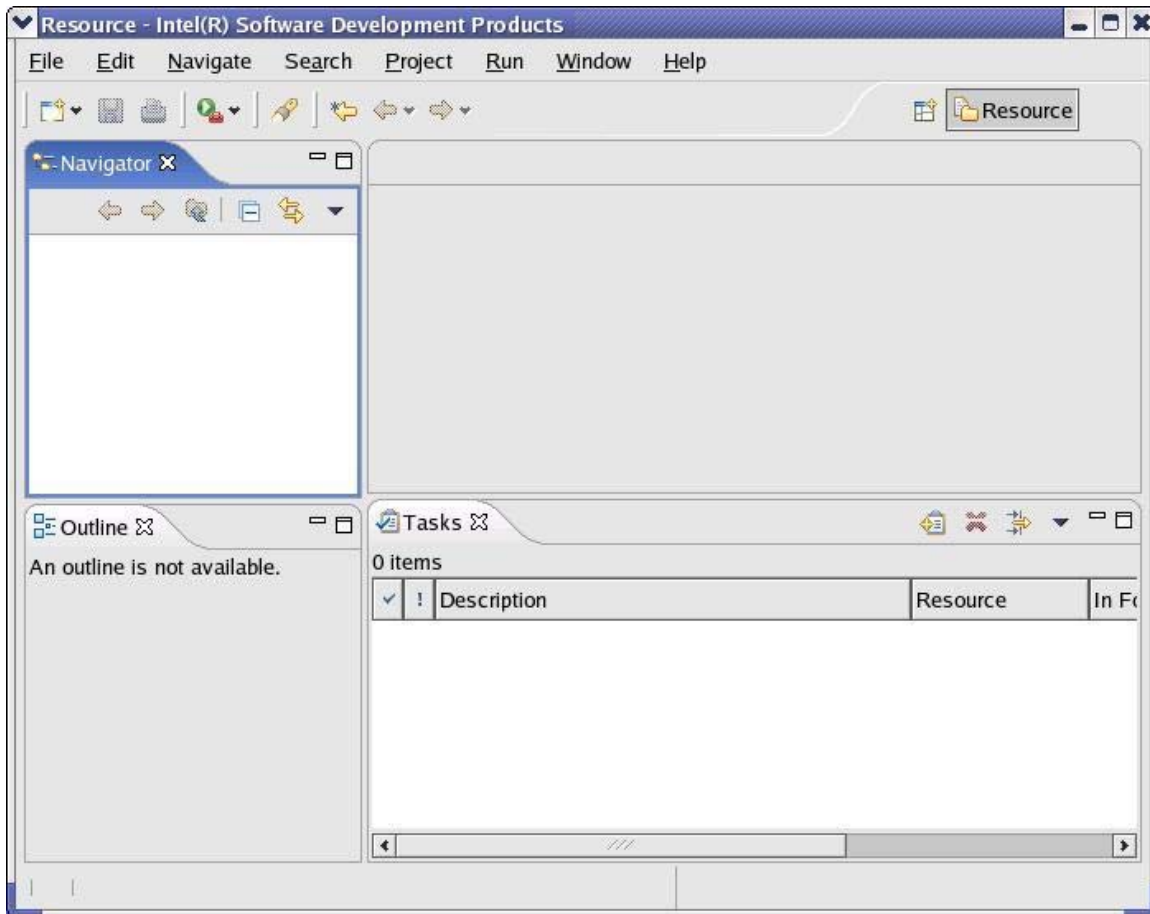 Resource - Intel(R) Software Development Products
File Edit Navigate Search Project Run Window Help
Resource
Navigator
Outline
An outline is not available.
Tasks
0 items
! Description Resource In